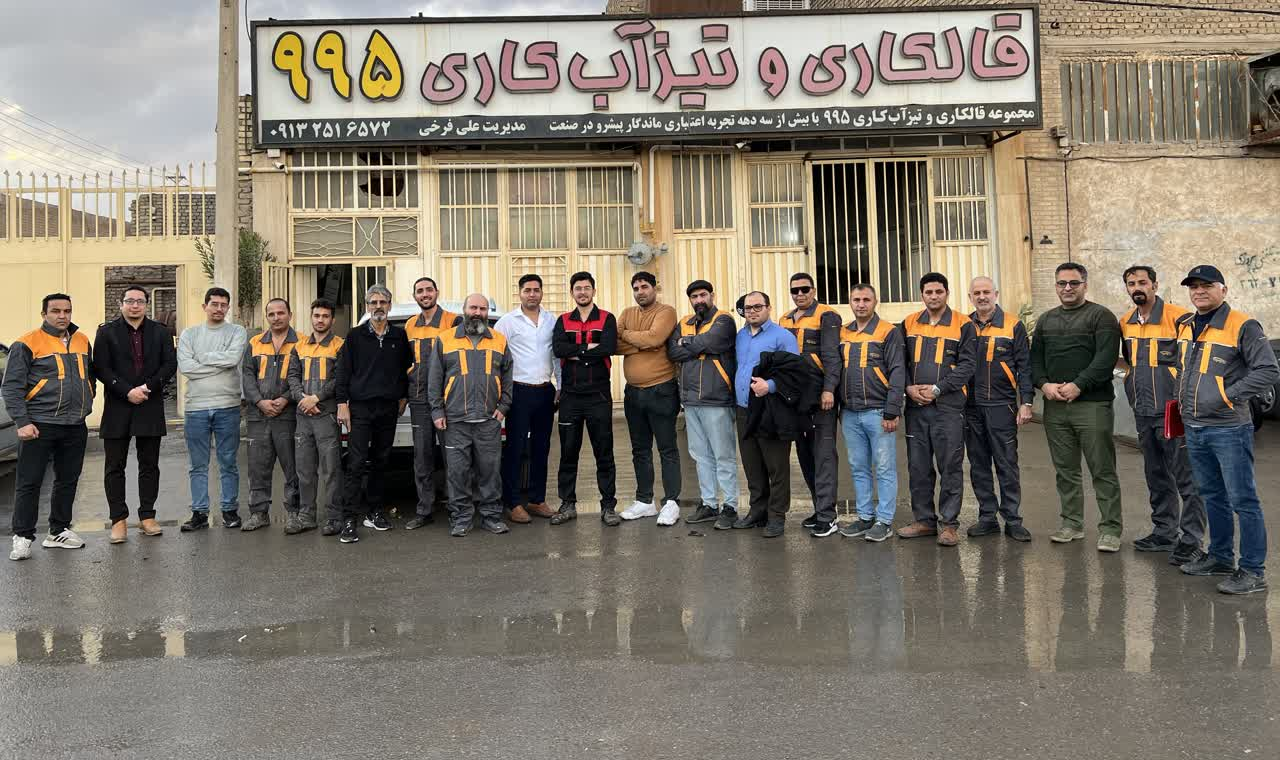 قالکاری و تیزآب کاری ۹۹۵
مجموعه قالکاری و تیزآب کاری ۹۹۵ با بیش از سه دهه تجربه اعتباری ماندگار پیشرو در صنعت مدیریت علی فرخی ۰۹۱۳ ۲۵۱ ۶۵۷۲